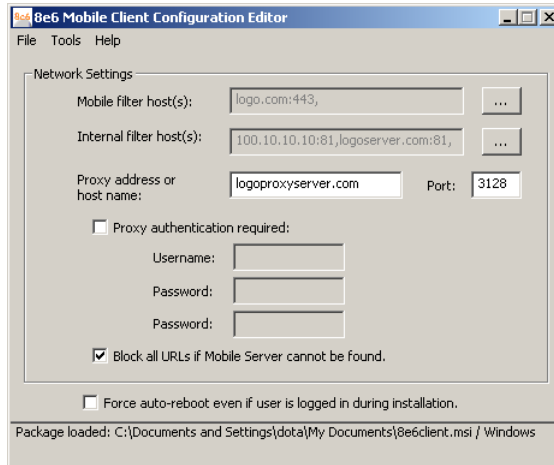 8e6 8e6 Mobile Client Configuration Editor
File Tools Help
Network Settings
Mobile filter host(s): logo.com:443, ...
Internal filter host(s): 100.10.10.10:81,logoserver.com:81, ...
Proxy address or
host name: logoproxyserver.com Port: 3128
Proxy authentication required:
Username:
Password:
Password:
Block all URLs if Mobile Server cannot be found.
Force auto-reboot even if user is logged in during installation.
Package loaded: C:\Documents and Settings\dota\My Documents\8e6client.msi / Windows